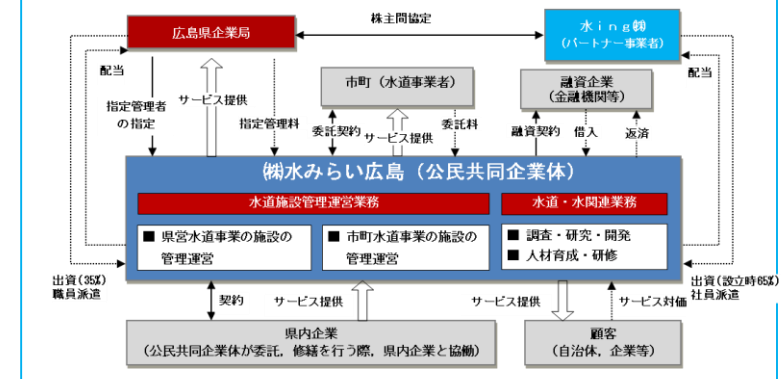 株主間協定
広島県企業局
水ing㈱
(パートナー事業者)
配当
配当
指定管理者
の指定
サービス提供
指定管理料
市町（水道事業者）
融資企業
(金融機関等)
委託契約
サービス提供
委託料
融資契約
借入
返済
㈱水みらい広島（公民共同企業体）
水道施設管理運営業務
水道・水関連業務
■ 県営水道事業の施設の
管理運営
■ 市町水道事業の施設の
管理運営
■ 調査・研究・開発
■ 人材育成・研修
出資(35%)
職員派遣
出資(設立時65%)
社員派遣
契約
サービス提供
サービス提供
サービス対価
県内企業
(公民共同企業体が委託，修繕を行う際，県内企業と協働)
顧客
(自治体，企業等)